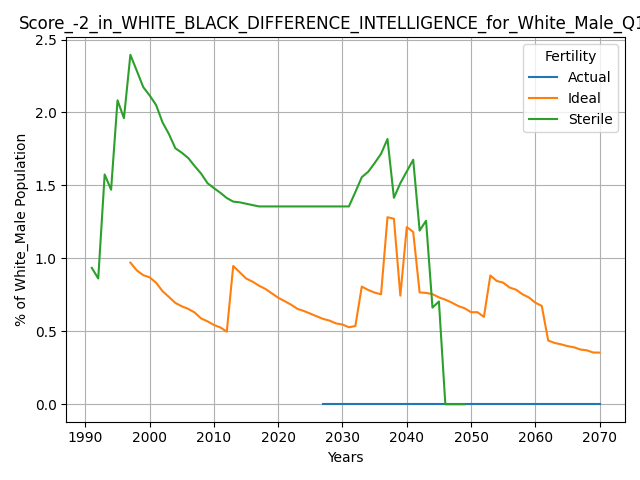 Score_-2_in_WHITE_BLACK_DIFFERENCE_INTELLIGENCE_for_White_Male_Q1
Fertility
Actual
Ideal
Sterile
% of White_Male Population
2.5
2.0
1.5
1.0
0.5
0.0
1990 2000 2010 2020 2030 2040 2050 2060 2070
Years